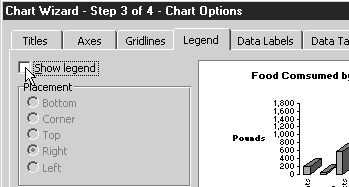 Chart Wizard - Step 3 of 4 - Chart Options
Titles Axes Gridlines Legend Data Labels Data Ta
Show legend
Placement
Bottom
Corner
Top
Right
Left
Food Comsumed by
Pounds
1,800
1,600
1,400
1,200
1,000
800
600
400
200
0